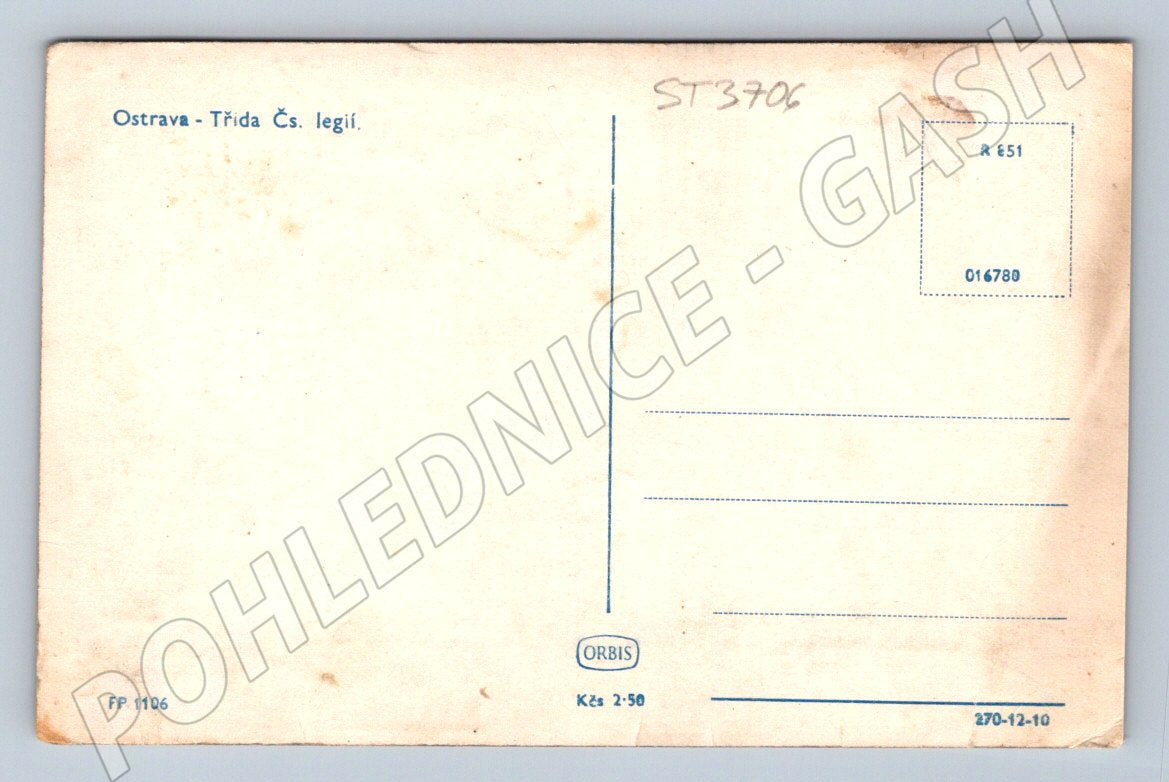 Ostrava - Třída Čs. legií.
ST3706
R 851
016780
ORBIS
FP 1106
Kčs 2·50
270-12-10
POHLEDNICE - GASH